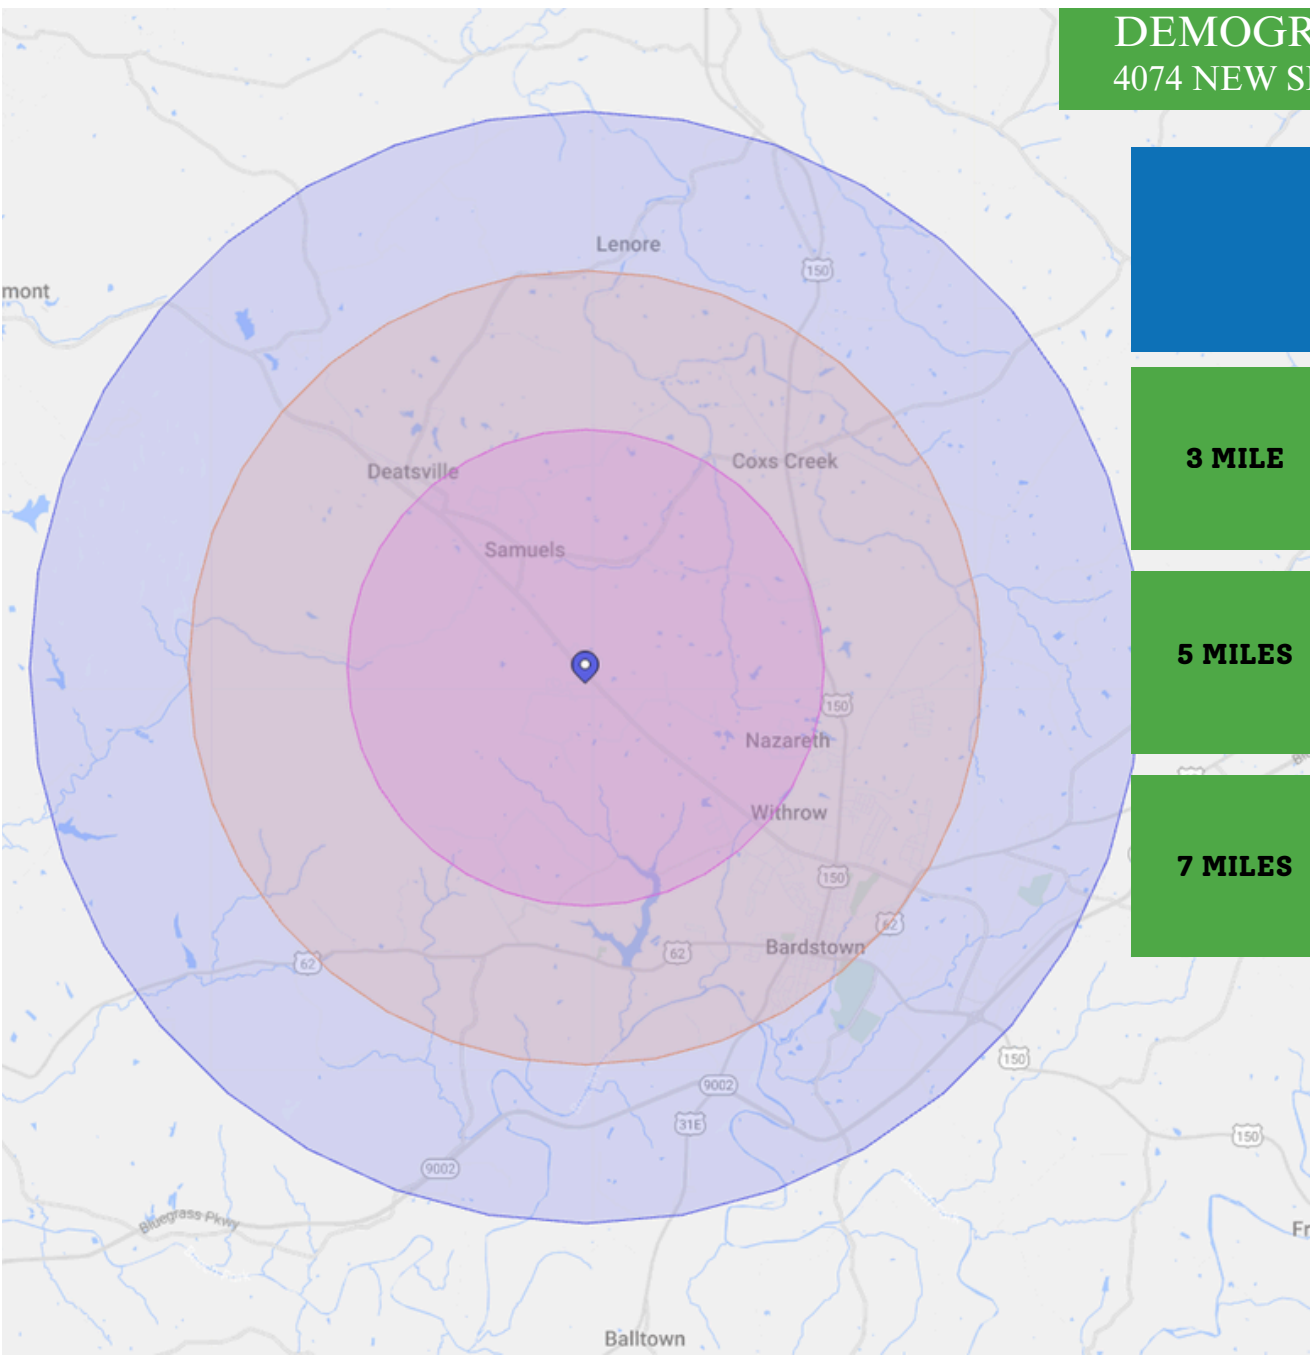 DEMOGR
4074 NEW S
Lenore
150
mont
Deatsville
Coxs Creek
3 MILE
Samuels
5 MILES
150
Nazareth
Withrow
7 MILES
150
62
Bardstown
62
62
150
9002
31E
150
9002
Bluegrass Pkwy
Fr
Balltown